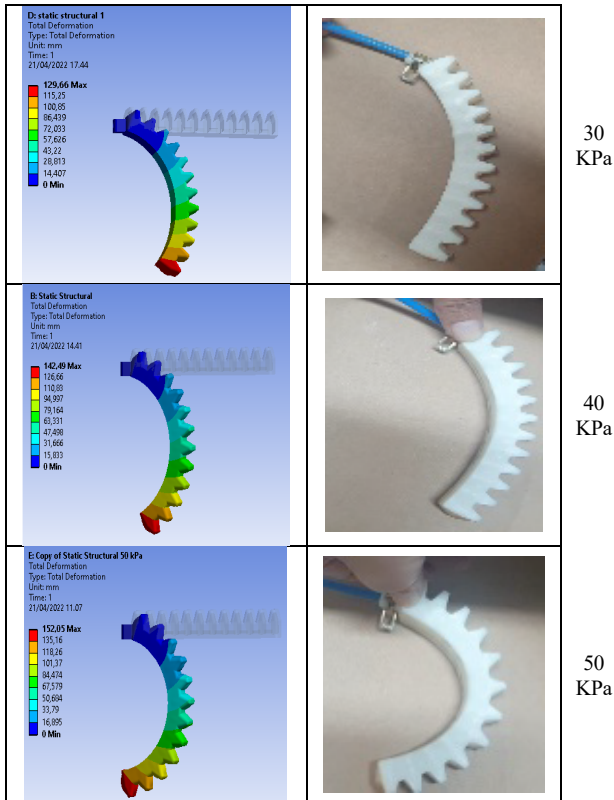 D: static structural 1
Total Deformation
Type: Total Deformation
Unit: mm
Time: 1
21/04/2022 17.44
129,66 Max
115,25
100,85
86,439
72,033
57,626
43,22
28,813
14,407
0 Min
30
KPa
B: Static Structural
Total Deformation
Type: Total Deformation
Unit: mm
Time: 1
21/04/2022 14.41
142,49 Max
126,66
110,83
94,997
79,164
63,331
47,498
31,666
15,833
0 Min
40
KPa
E: Copy of Static Structural 50 kPa
Total Deformation
Type: Total Deformation
Unit: mm
Time: 1
21/04/2022 11.07
152,05 Max
135,16
118,26
101,37
84,474
67,579
50,684
33,79
16,895
0 Min
50
KPa